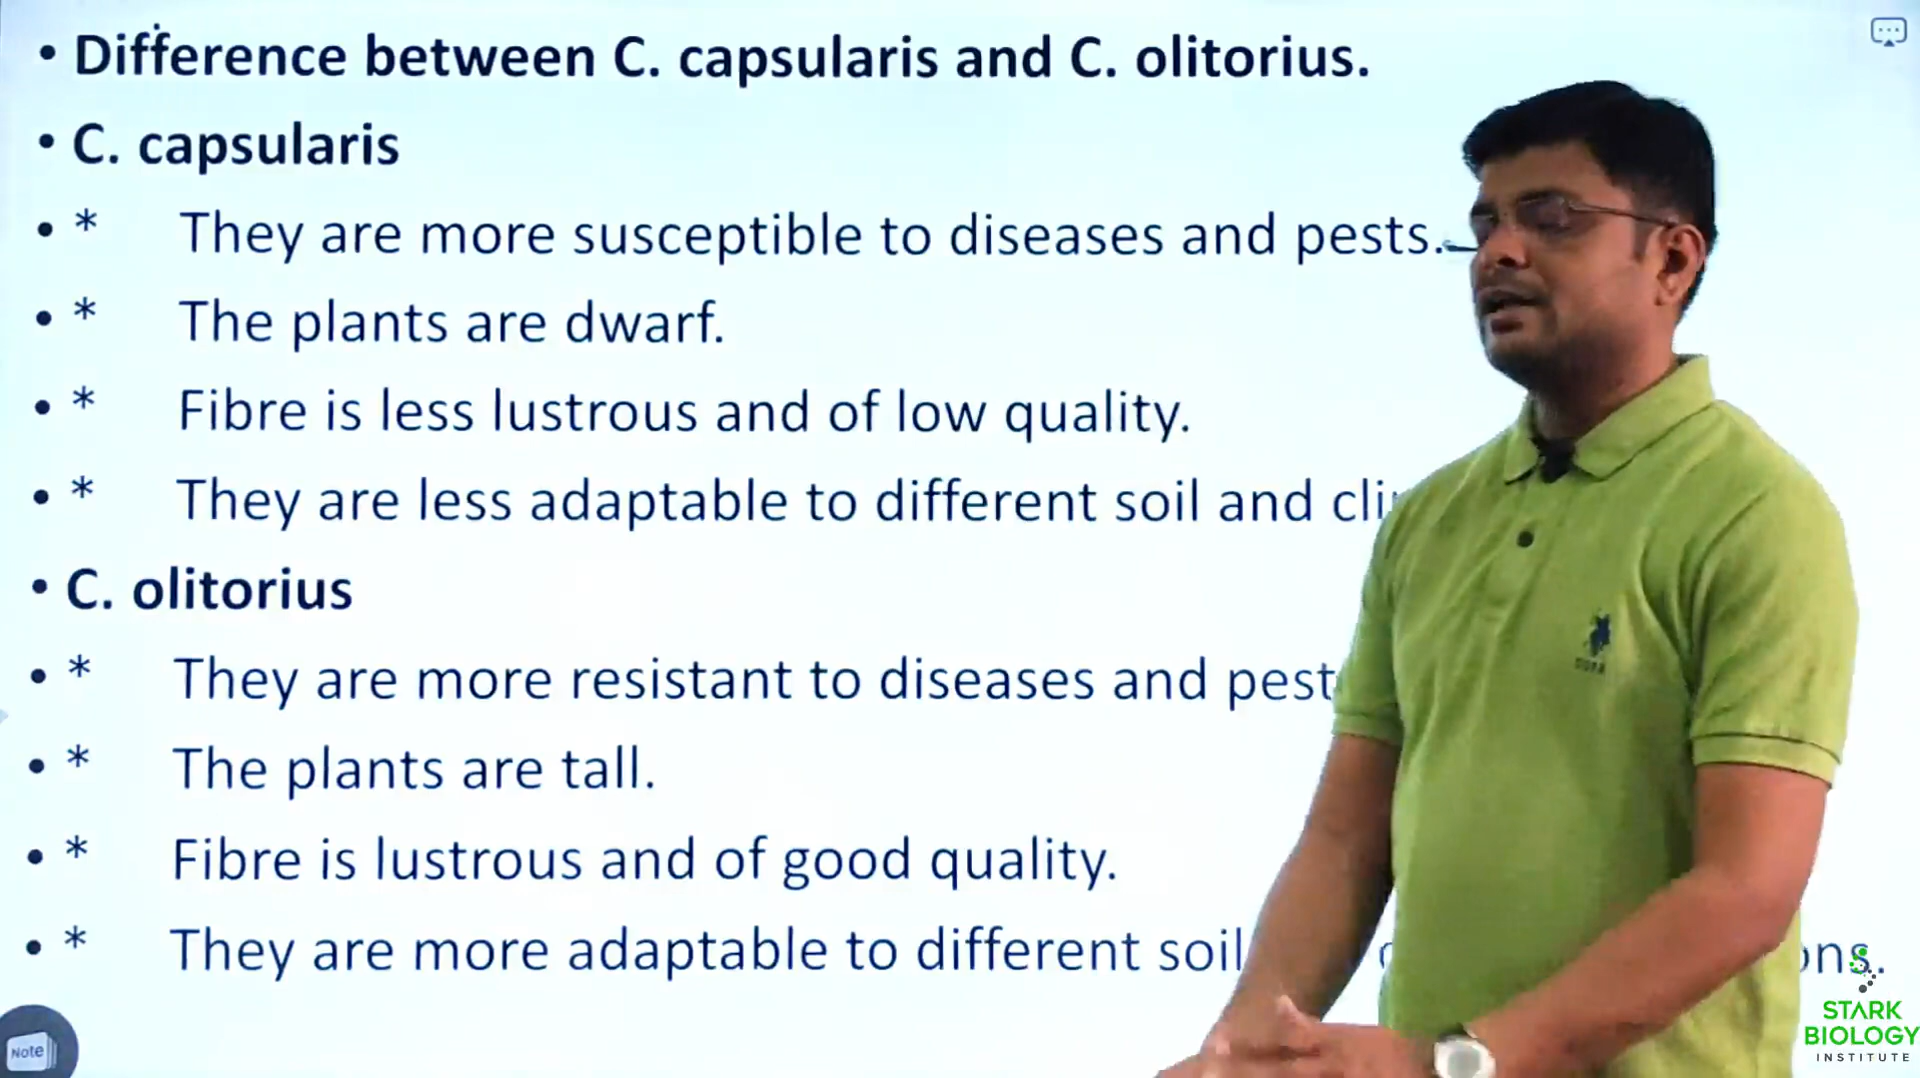 • Difference between C. capsularis and C. olitorius.
• C. capsularis
• * They are more susceptible to diseases and pests.
• * The plants are dwarf.
• * Fibre is less lustrous and of low quality.
• * They are less adaptable to different soil and
• C. olitorius
• * They are more resistant to diseases and
• * The plants are tall.
• * Fibre is lustrous and of good quality.
• * They are more adaptable to different soil
Note
STARK
BIOLOGY
INSTITUTE